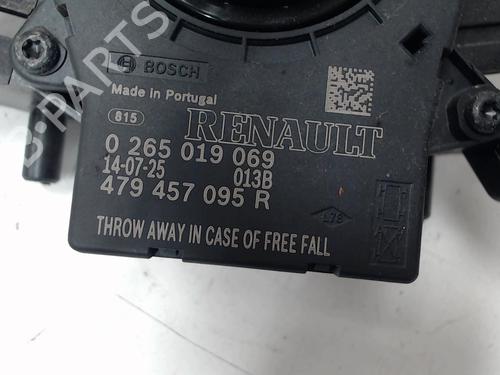 BOSCH
Made in Portugal
815
RENAULT
0 265 019 069
14-07-25 013B
479 457 095 R
THROW AWAY IN CASE OF FREE FALL
B-Parts